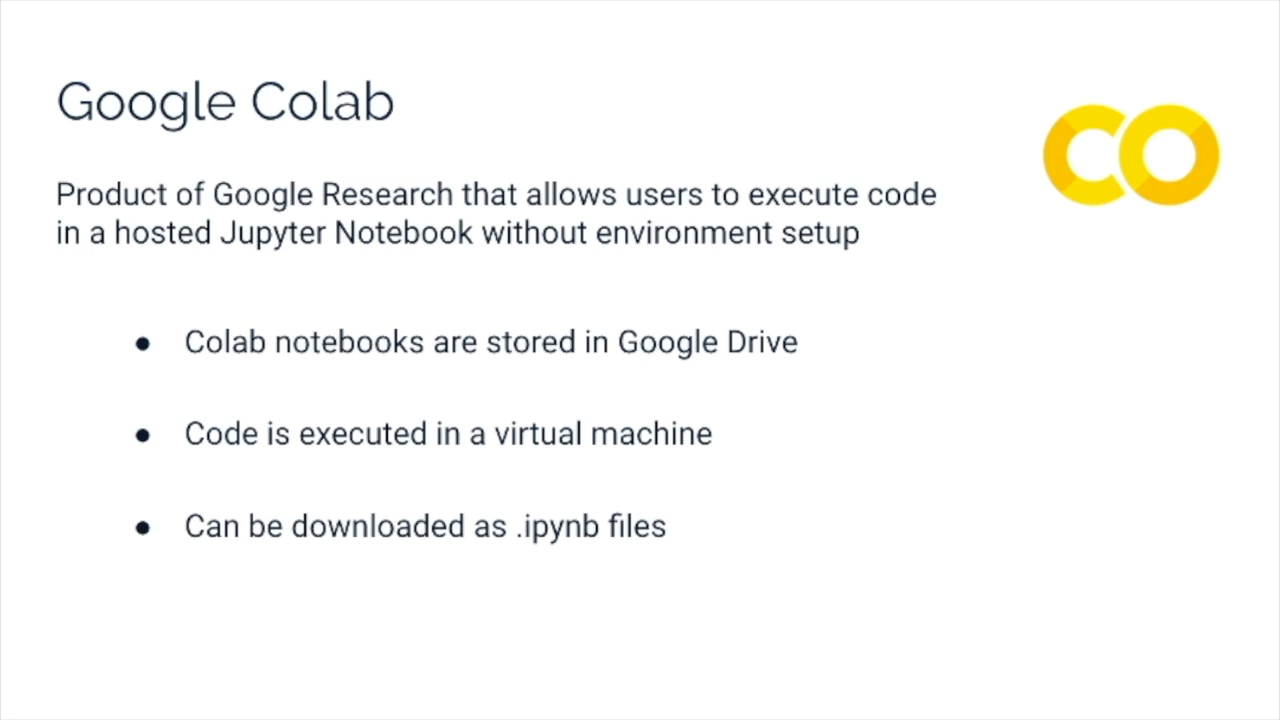 Google Colab
CO
Product of Google Research that allows users to execute code
in a hosted Jupyter Notebook without environment setup
● Colab notebooks are stored in Google Drive
● Code is executed in a virtual machine
● Can be downloaded as .ipynb files